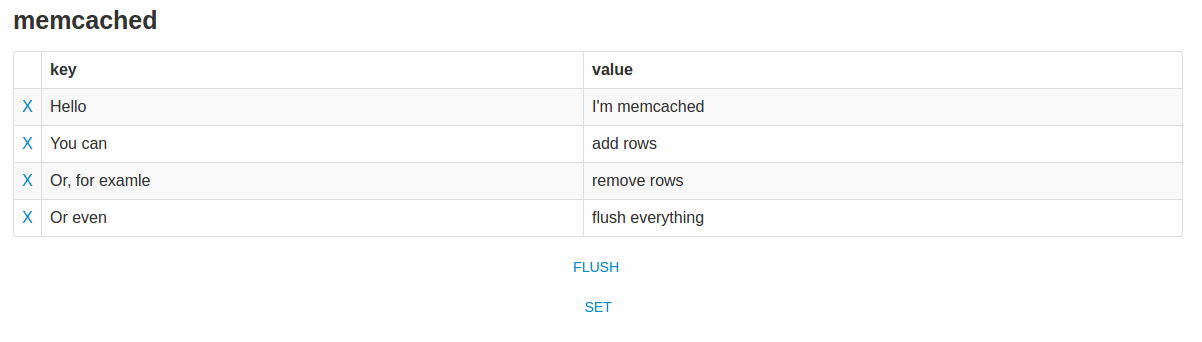 memcached
key value
X Hello I'm memcached
X You can add rows
X Or, for examle remove rows
X Or even flush everything
FLUSH
SET